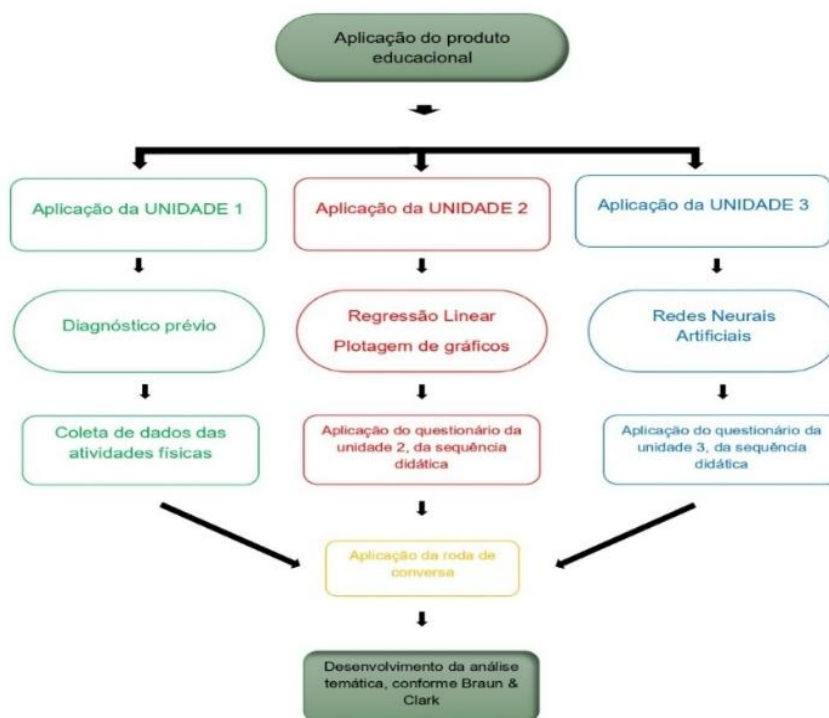 Aplicação do produto
educacional
Aplicação da UNIDADE 1
Aplicação da UNIDADE 2
Aplicação da UNIDADE 3
Diagnóstico prévio
Regressão Linear
Plotagem de gráficos
Redes Neurais
Artificiais
Coleta de dados das
atividades físicas
Aplicação do questionário da
unidade 2, da sequência
didática
Aplicação do questionário da
unidade 3, da sequência
didática
Aplicação da roda de
conversa
Desenvolvimento da análise
temática, conforme Braun &
Clark